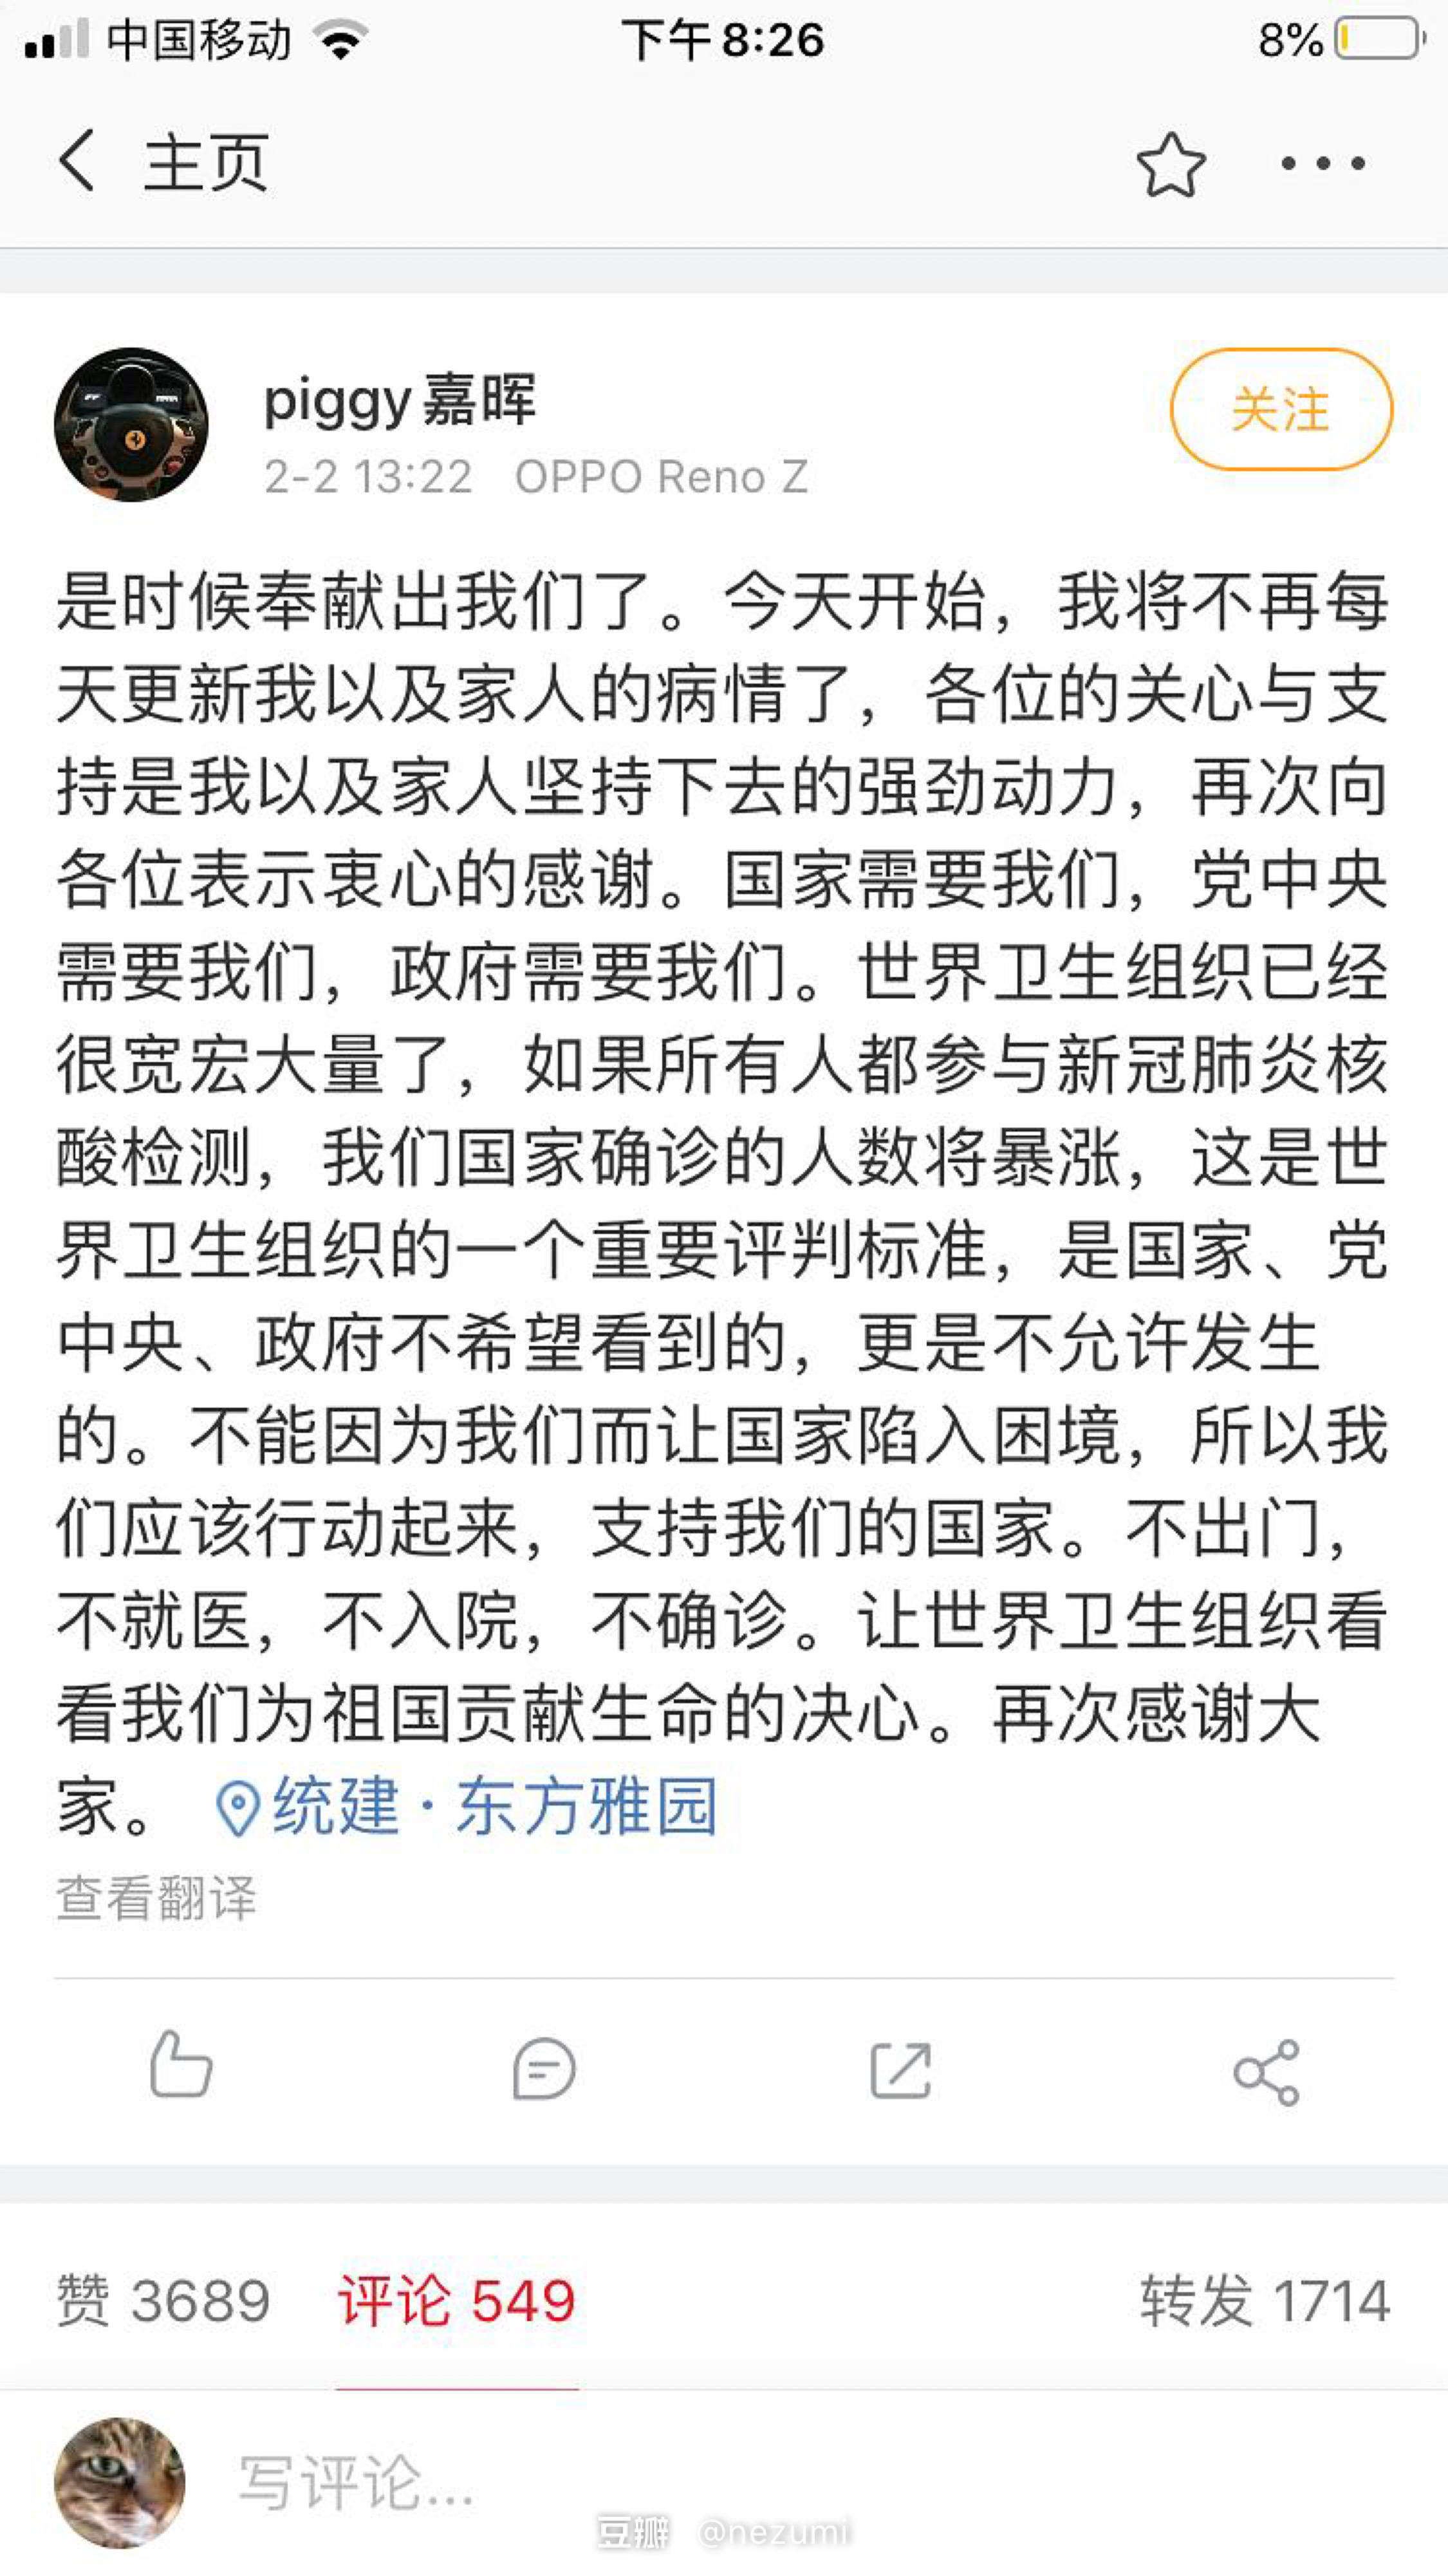 中国移动 下午8:26 8%
主页
piggy嘉晖
关注
2-2 13:22 OPPO Reno Z
是时候奉献出我们了。今天开始，我将不再每
天更新我以及家人的病情了，各位的关心与支
持是我以及家人坚持下去的强劲动力，再次向
各位表示衷心的感谢。国家需要我们，党中央
需要我们，政府需要我们。世界卫生组织已经
很宽宏大量了，如果所有人都参与新冠肺炎核
酸检测，我们国家确诊的人数将暴涨，这是世
界卫生组织的一个重要评判标准，是国家、党
中央、政府不希望看到的，更是不允许发生
的。不能因为我们而让国家陷入困境，所以我
们应该行动起来，支持我们的国家。不出门，
不就医，不入院，不确诊。让世界卫生组织看
看我们为祖国贡献生命的决心。再次感谢大
家。 统建·东方雅园
查看翻译
赞 3689 评论 549 转发 1714
写评论...
豆瓣 @nezumi